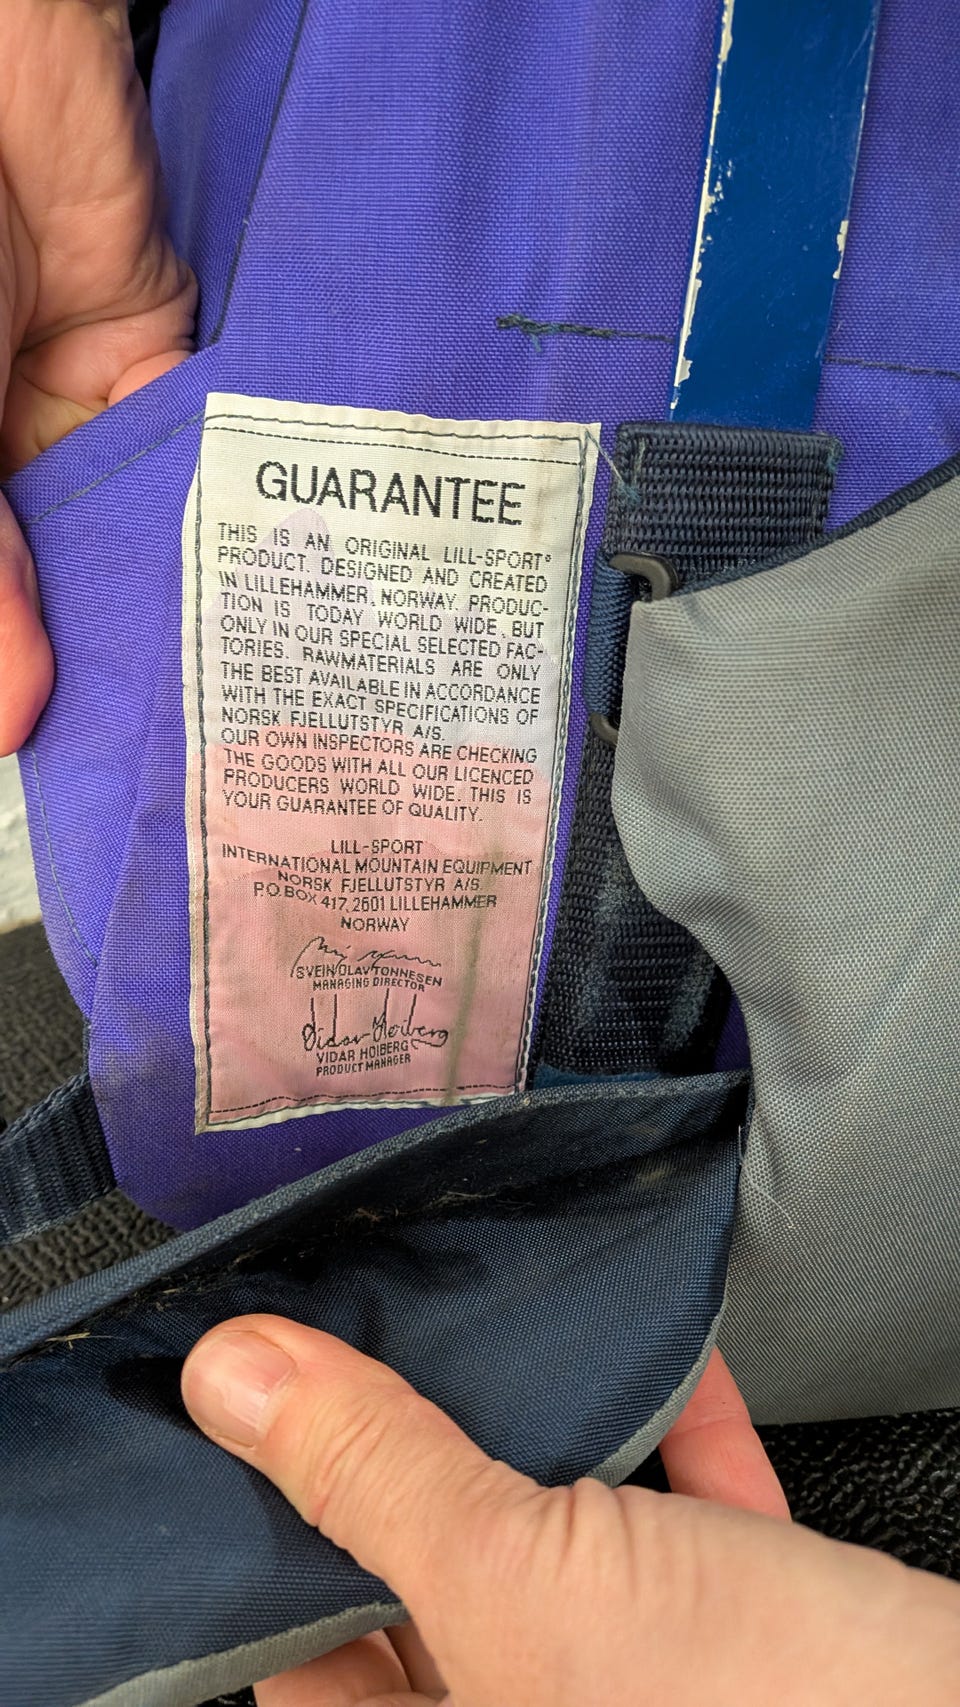 GUARANTEE
THIS IS AN ORIGINAL LILL-SPORT®
PRODUCT. DESIGNED AND CREATED
IN LILLEHAMMER, NORWAY. PRODUC-
TION IS TODAY WORLD WIDE, BUT
ONLY IN OUR SPECIAL SELECTED FAC-
TORIES. RAWMATERIALS ARE ONLY
THE BEST AVAILABLE IN ACCORDANCE
WITH THE EXACT SPECIFICATIONS OF
NORSK FJELLUTSTYR A/S.
OUR OWN INSPECTORS ARE CHECKING
THE GOODS WITH ALL OUR LICENCED
PRODUCERS WORLD WIDE. THIS IS
YOUR GUARANTEE OF QUALITY.
LILL-SPORT
INTERNATIONAL MOUNTAIN EQUIPMENT
NORSK FJELLUTSTYR A/S
P.O.BOX 417, 2601 LILLEHAMMER
NORWAY
SVEIN OLAV TONNESEN
MANAGING DIRECTOR
Vidar Hoiberg
VIDAR HOIBERG
PRODUCT MANAGER